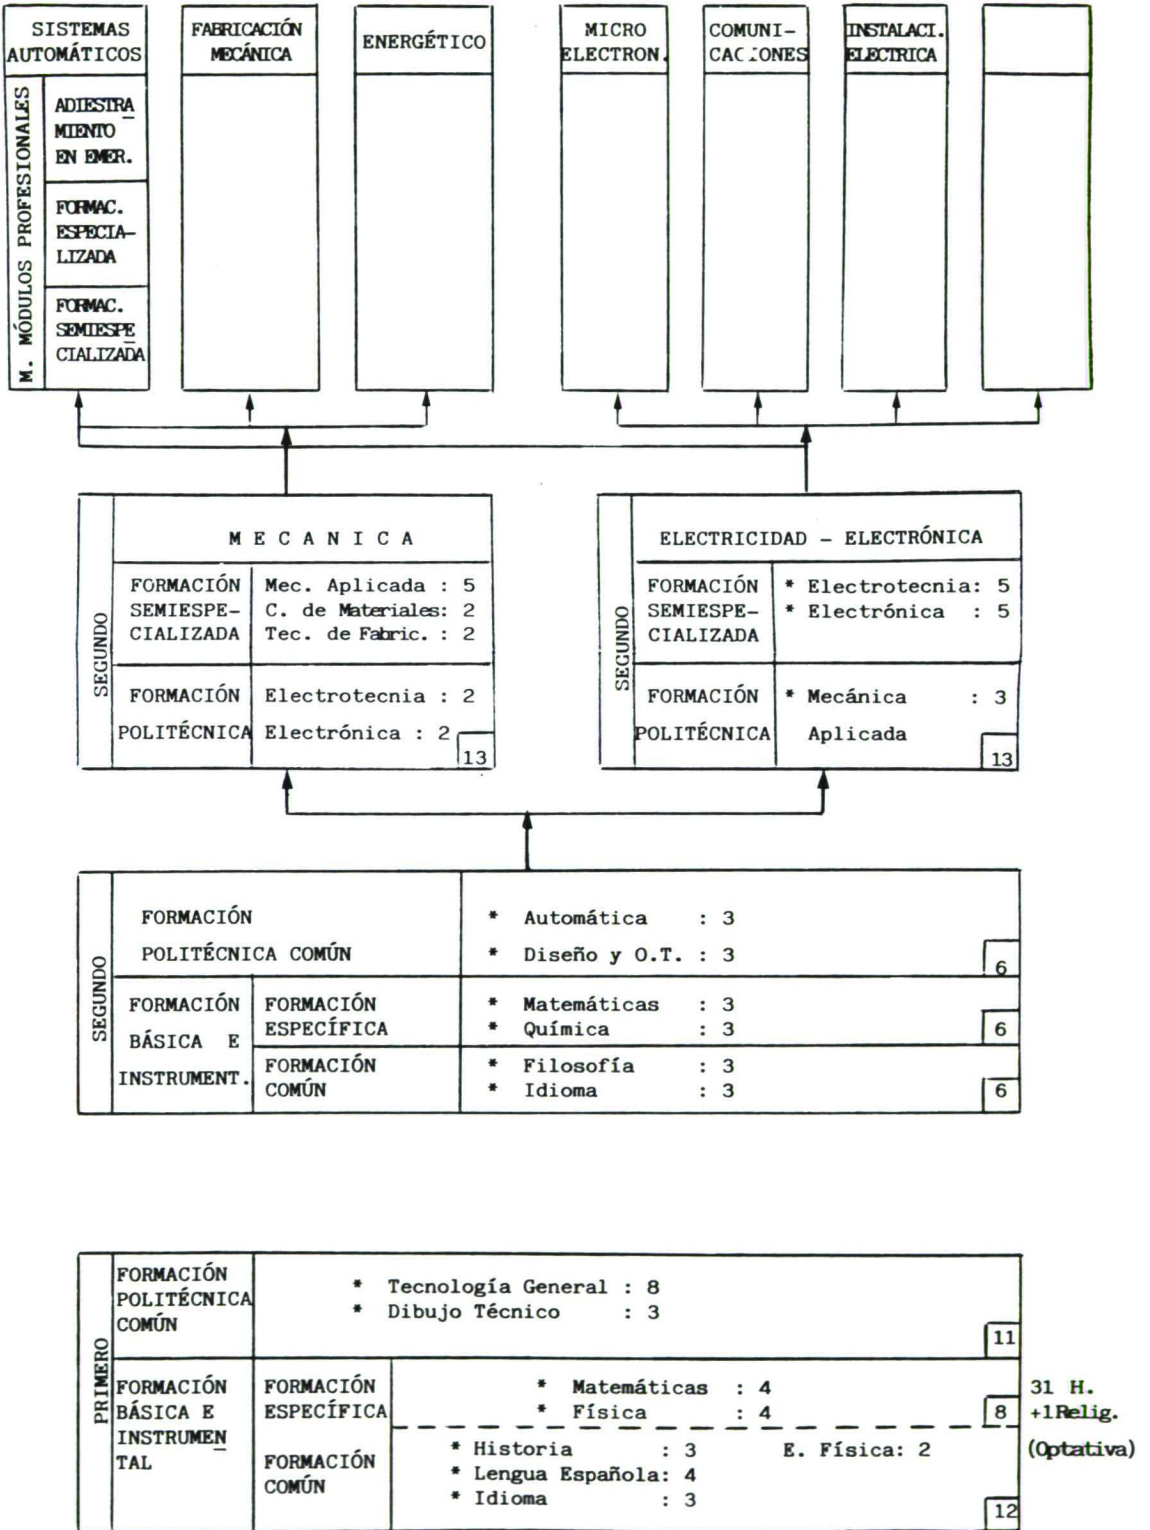 SISTEMAS
AUTOMÁTICOS
FABRICACIÓN
MECÁNICA
ENERGÉTICO
MICRO
ELECTRON.
COMUNI-
CACIONES
INSTALACI.
ELECTRICA
M. MÓDULOS PROFESIONALES
ADIESTRA
MIENTO
EN EMER.
FORMAC.
ESPECIA-
LIZADA
FORMAC.
SEMIESPE
CIALIZADA
SEGUNDO
M E C A N I C A
FORMACIÓN
SEMIESPE-
CIALIZADA
Mec. Aplicada : 5
C. de Materiales: 2
Tec. de Fabric. : 2
FORMACIÓN
POLITÉCNICA
Electrotecnia : 2
Electrónica : 2
13
SEGUNDO
ELECTRICIDAD - ELECTRÓNICA
FORMACIÓN
SEMIESPE-
CIALIZADA
* Electrotecnia: 5
* Electrónica : 5
FORMACIÓN
POLITÉCNICA
* Mecánica : 3
Aplicada
13
SEGUNDO
FORMACIÓN
POLITÉCNICA COMÚN
* Automática : 3
* Diseño y O.T. : 3
6
FORMACIÓN
BÁSICA E
INSTRUMENT.
FORMACIÓN
ESPECÍFICA
* Matemáticas : 3
* Química : 3
6
FORMACIÓN
COMÚN
* Filosofía : 3
* Idioma : 3
6
PRIMERO
FORMACIÓN
POLITÉCNICA
COMÚN
* Tecnología General : 8
* Dibujo Técnico : 3
11
FORMACIÓN
BÁSICA E
INSTRUMEN
TAL
FORMACIÓN
ESPECÍFICA
* Matemáticas : 4
* Física : 4
8
FORMACIÓN
COMÚN
* Historia : 3 E. Física: 2
* Lengua Española: 4
* Idioma : 3
12
31 H.
+1Relig.
(Optativa)